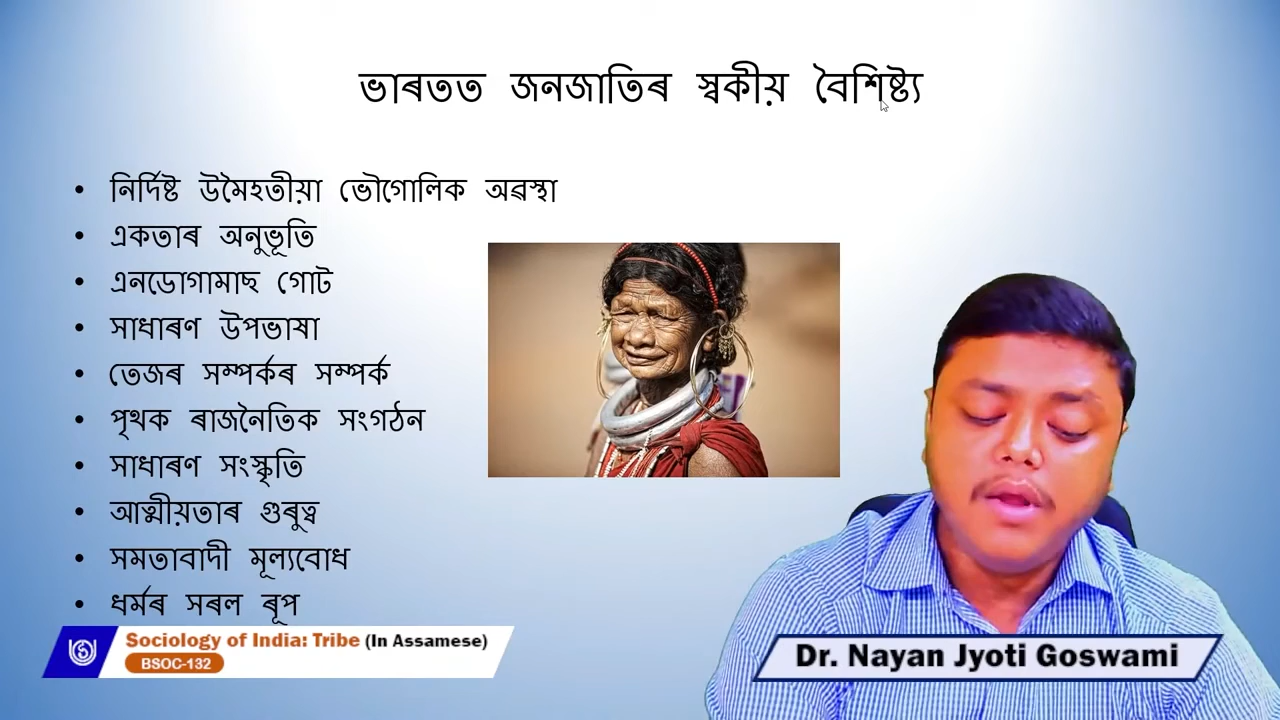 ভাৰতত জনজাতিৰ স্বকীয় বৈশিষ্ট্য
• নিৰ্দিষ্ট উমৈহতীয়া ভৌগোলিক অৱস্থা
• একতাৰ অনুভূতি
• এনডোগামাছ গোট
• সাধাৰণ উপভাষা
• তেজৰ সম্পৰ্কৰ সম্পৰ্ক
• পৃথক ৰাজনৈতিক সংগঠন
• সাধাৰণ সংস্কৃতি
• আত্মীয়তাৰ গুৰুত্ব
• সমতাবাদী মূল্যবোধ
• ধৰ্মৰ সৰল ৰূপ
Sociology of India: Tribe (In Assamese)
BSOC-132
Dr. Nayan Jyoti Goswami